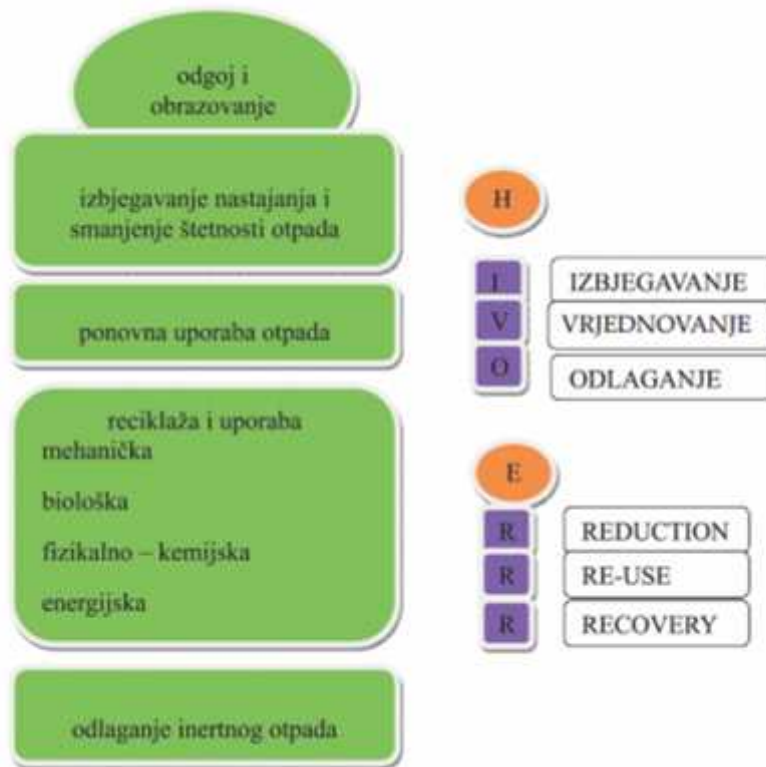 odgoj i
obrazovanje
izbjegavanje nastajanja i
smanjenje štetnosti otpada
ponovna uporaba otpada
reciklaža i uporaba
mehanička
biološka
fizikalno – kemijska
energijska
odlaganje inertnog otpada
H
I IZBJEGAVANJE
V VRJEDNOVANJE
O ODLAGANJE
E
R REDUCTION
R RE-USE
R RECOVERY